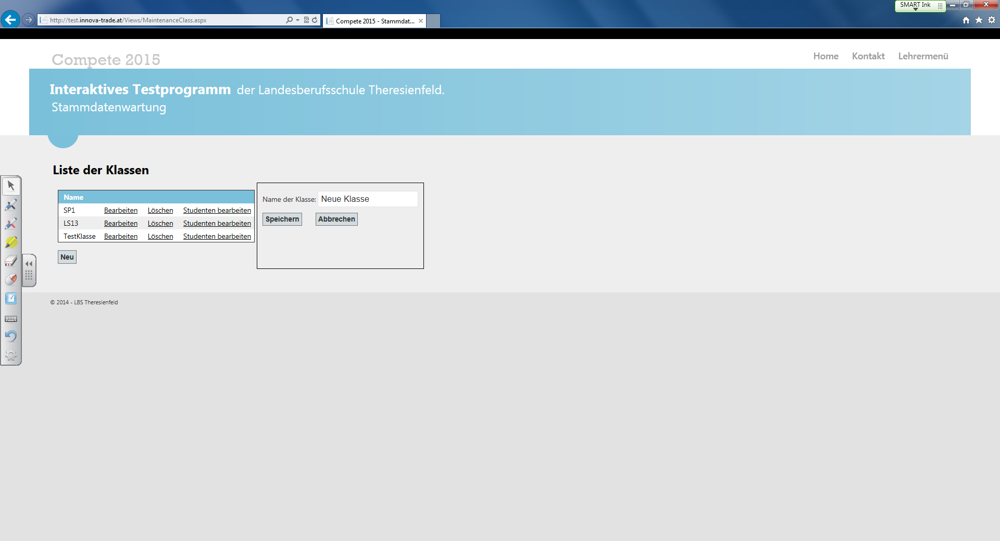 SMART Ink
http://test.innova-trade.at/Views/MaintenanceClass.aspx
Compete 2015 - Stammdat...
Compete 2015
Home Kontakt Lehrermenü
Interaktives Testprogramm der Landesberufsschule Theresienfeld.
Stammdatenwartung
Liste der Klassen
Name
SP1 Bearbeiten Löschen Studenten bearbeiten
LS13 Bearbeiten Löschen Studenten bearbeiten
TestKlasse Bearbeiten Löschen Studenten bearbeiten
Neu
Name der Klasse: Neue Klasse
Speichern Abbrechen
© 2014 - LBS Theresienfeld